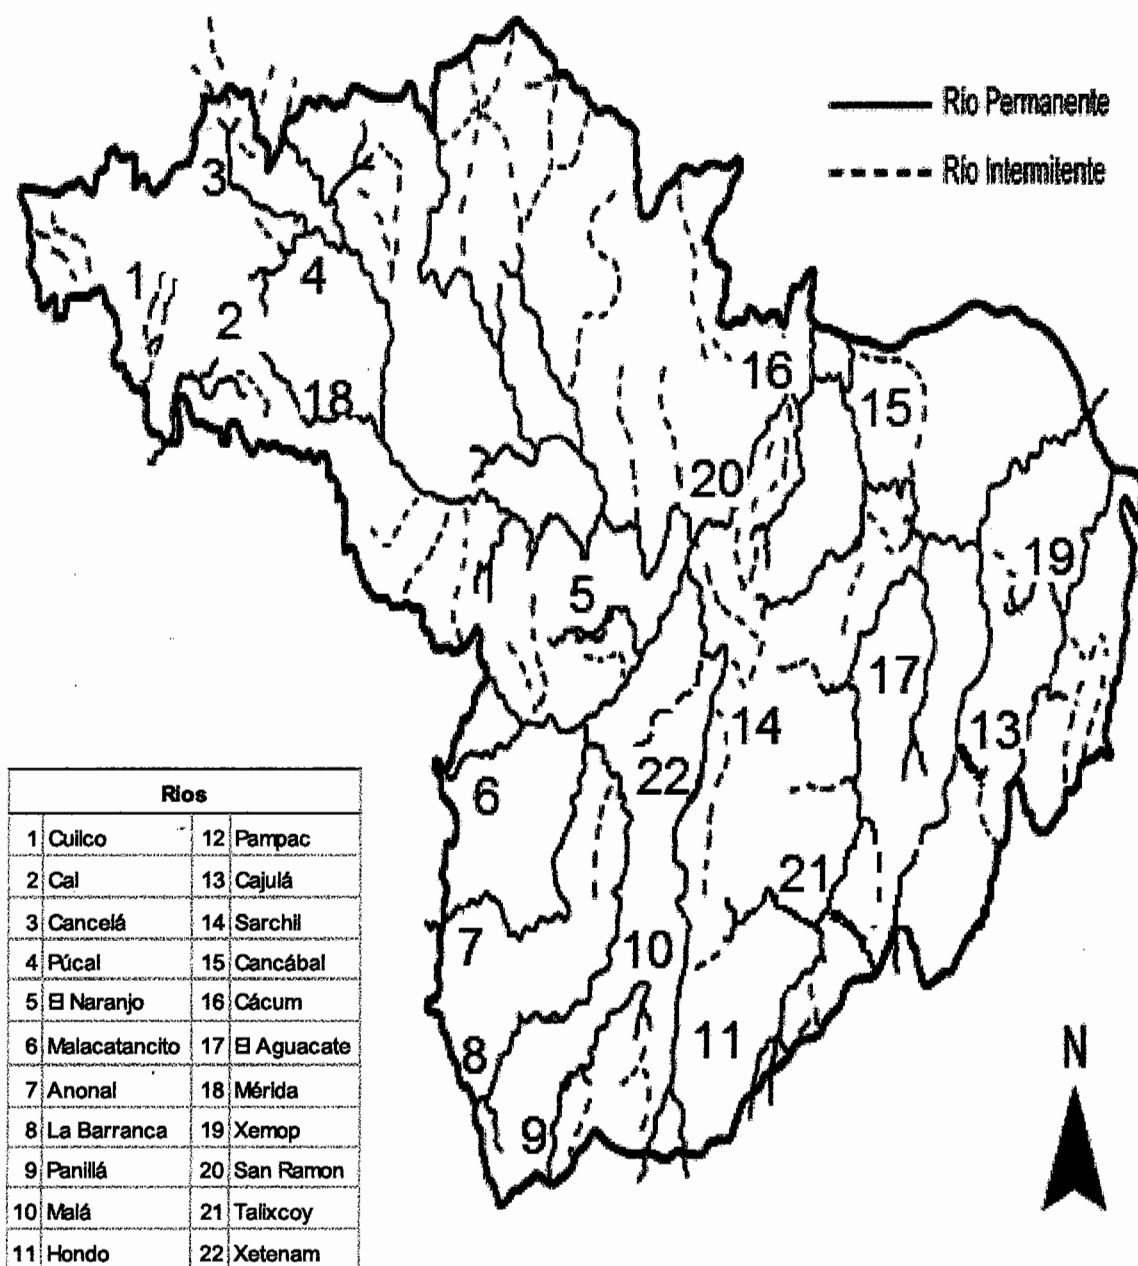 Río Permanente
Río Intermitente
3
1
4
2
16
18
15
20
19
5
17
14
13
22
6
21
7
10
11
8
9
N
Rios
1 Cuilco 12 Pampac
2 Cal 13 Cajulá
3 Cancelá 14 Sarchil
4 Púcal 15 Cancábal
5 El Naranjo 16 Cácum
6 Malacatancito 17 El Aguacate
7 Anonal 18 Mérida
8 La Barranca 19 Xemop
9 Panillá 20 San Ramon
10 Malá 21 Talixcoy
11 Hondo 22 Xetenam